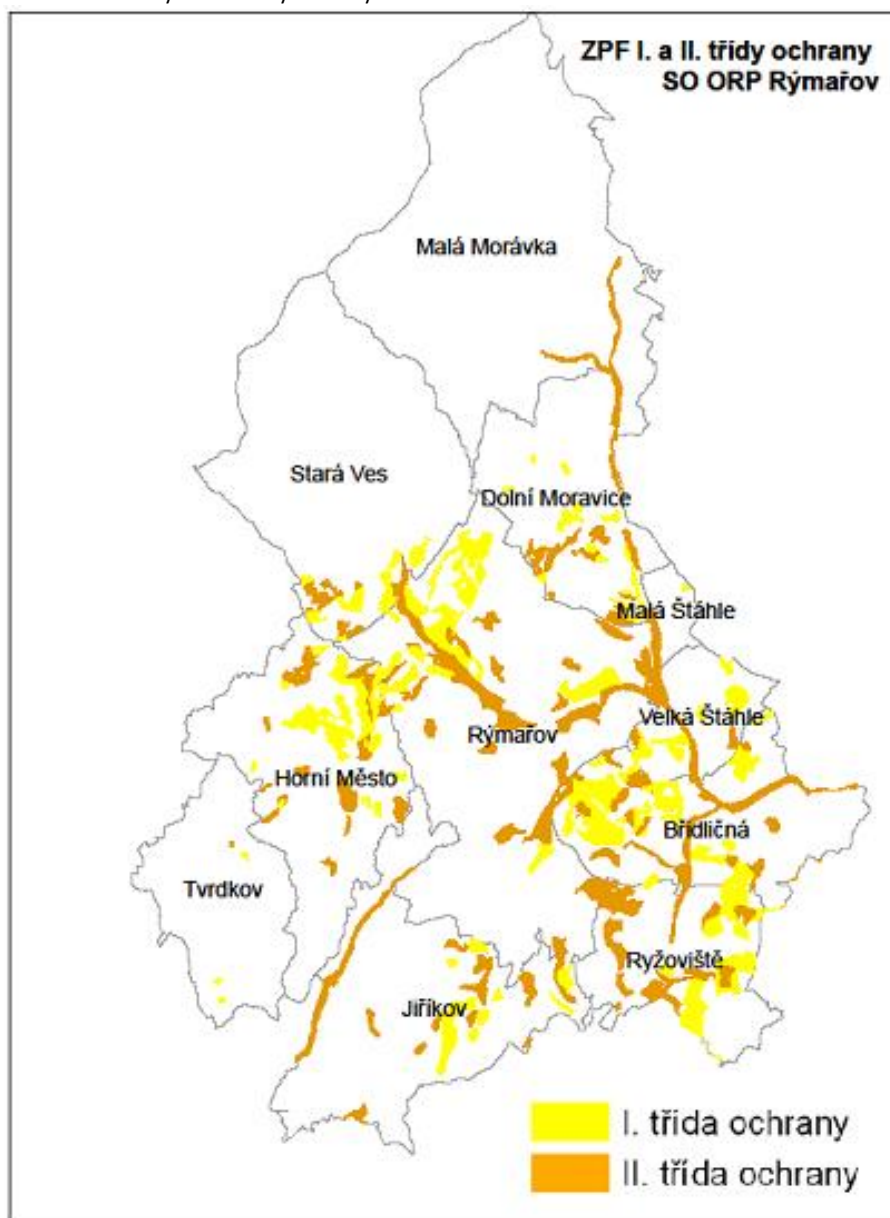 ZPF I. a II. třídy ochrany
SO ORP Rýmařov
Malá Morávka
Stará Ves
Dolní Moravice
Malá Štáhle
Velká Štáhle
Rýmařov
Horní Město
Břidličná
Tvrdkov
Ryžoviště
Jiříkov
I. třída ochrany
II. třída ochrany